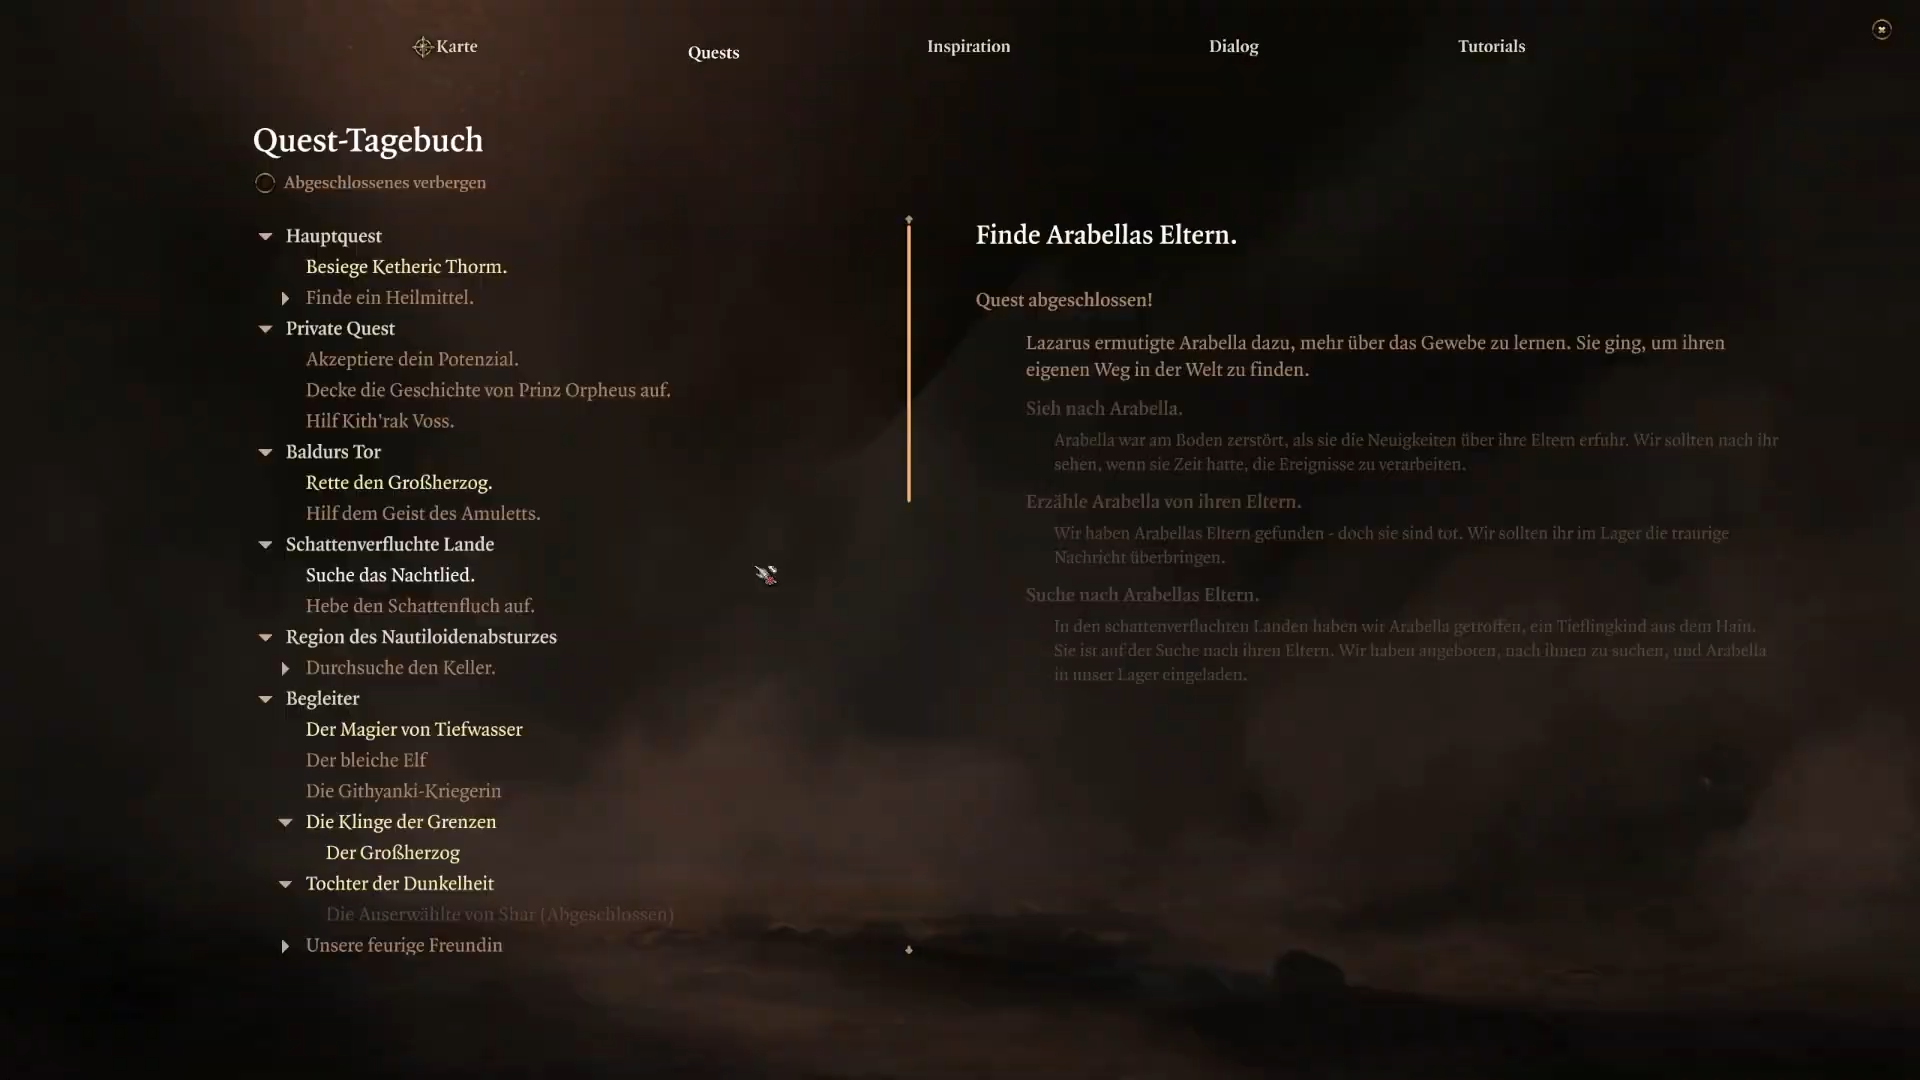 Karte
Quests
Inspiration
Dialog
Tutorials
Quest-Tagebuch
Abgeschlossenes verbergen
Hauptquest
Besiege Ketheric Thorm.
Finde ein Heilmittel.
Private Quest
Akzeptiere dein Potenzial.
Decke die Geschichte von Prinz Orpheus auf.
Hilf Kith'rak Voss.
Baldurs Tor
Rette den Großherzog.
Hilf dem Geist des Amuletts.
Schattenverfluchte Lande
Suche das Nachtlied.
Hebe den Schattenfluch auf.
Region des Nautiloidenabsturzes
Durchsuche den Keller.
Begleiter
Der Magier von Tiefwasser
Der bleiche Elf
Die Githyanki-Kriegerin
Die Klinge der Grenzen
Der Großherzog
Tochter der Dunkelheit
Die Auserwählte von Shar (Abgeschlossen)
Unsere feurige Freundin
Finde Arabellas Eltern.
Quest abgeschlossen!
Lazarus ermutigte Arabella dazu, mehr über das Gewebe zu lernen. Sie ging, um ihren
eigenen Weg in der Welt zu finden.
Sieh nach Arabella.
Arabella war am Boden zerstört, als sie die Neuigkeiten über ihre Eltern erfuhr. Wir sollten nach ihr
sehen, wenn sie Zeit hatte, die Ereignisse zu verarbeiten.
Erzähle Arabella von ihren Eltern.
Wir haben Arabellas Eltern gefunden - doch sie sind tot. Wir sollten ihr im Lager die traurige
Nachricht überbringen.
Suche nach Arabellas Eltern.
In den schattenverfluchten Landen haben wir Arabella getroffen, ein Tieflingkind aus dem Hain.
Sie ist auf der Suche nach ihren Eltern. Wir haben angeboten, nach ihnen zu suchen, und Arabella
in unser Lager eingeladen.